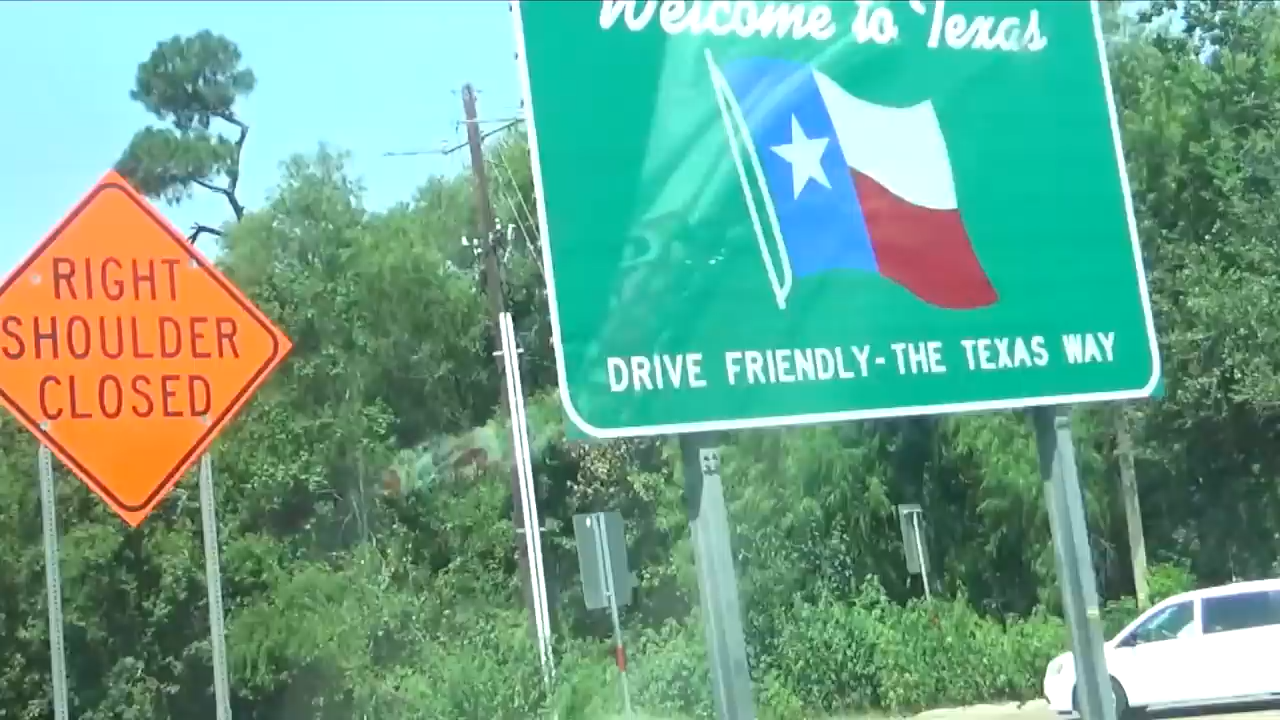 RIGHT
SHOULDER
CLOSED
Welcome to Texas
DRIVE FRIENDLY-THE TEXAS WAY